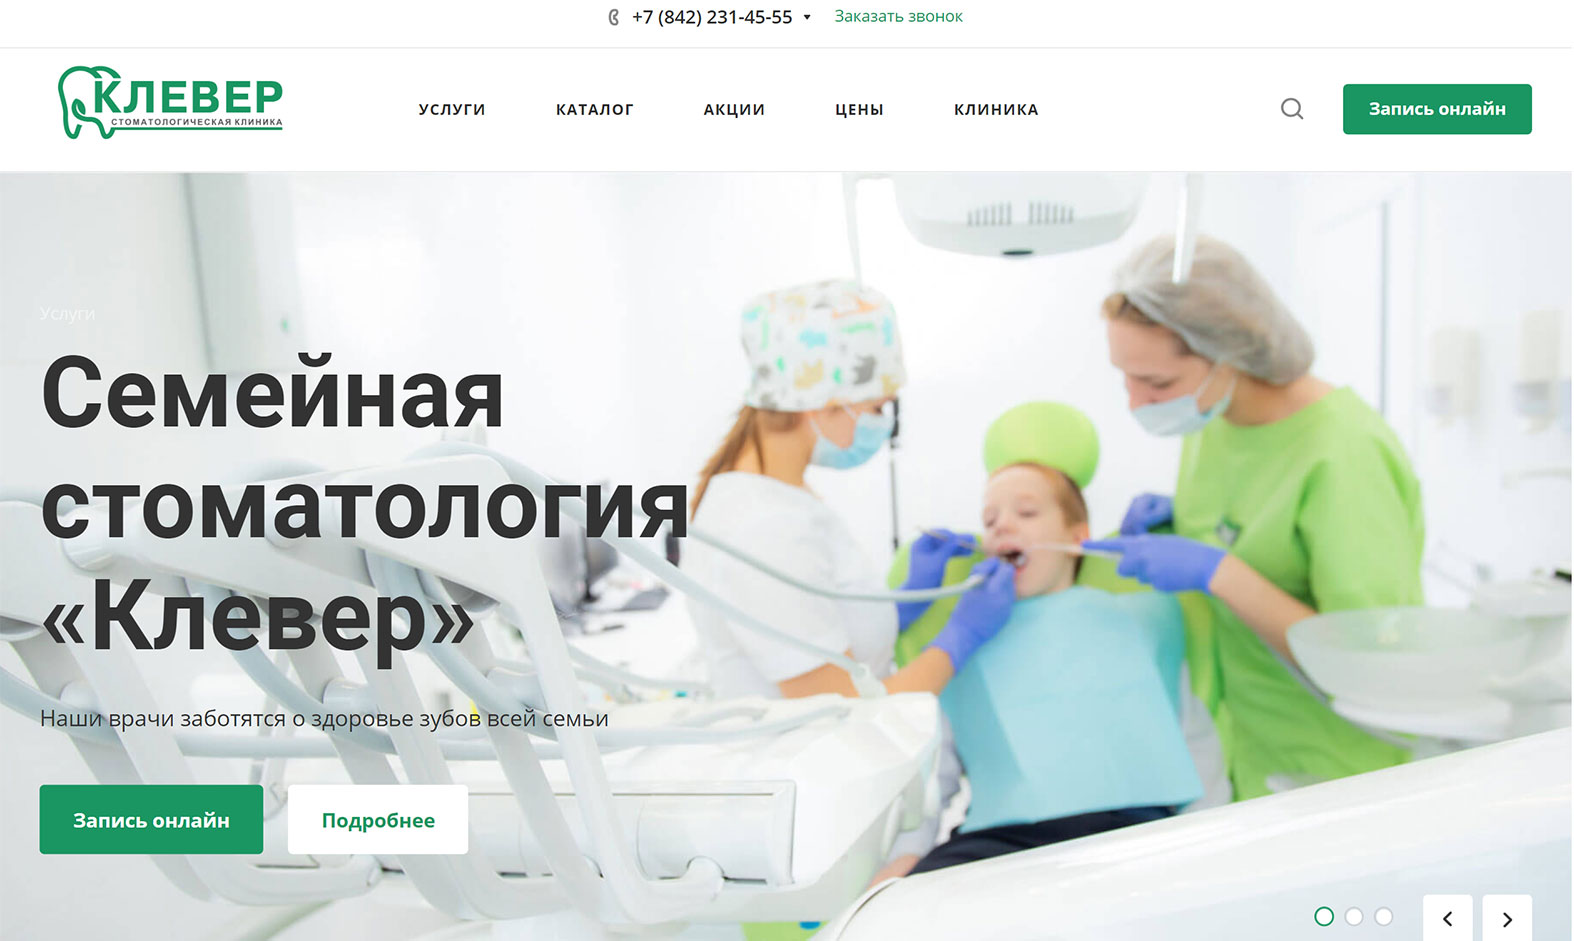 +7 (842) 231-45-55
Заказать звонок
КЛЕВЕР
СТОМАТОЛОГИЧЕСКАЯ КЛИНИКА
УСЛУГИ
КАТАЛОГ
АКЦИИ
ЦЕНЫ
КЛИНИКА
Запись онлайн
Услуги
Семейная
стоматология
«Клевер»
Наши врачи заботятся о здоровье зубов всей семьи
Запись онлайн
Подробнее